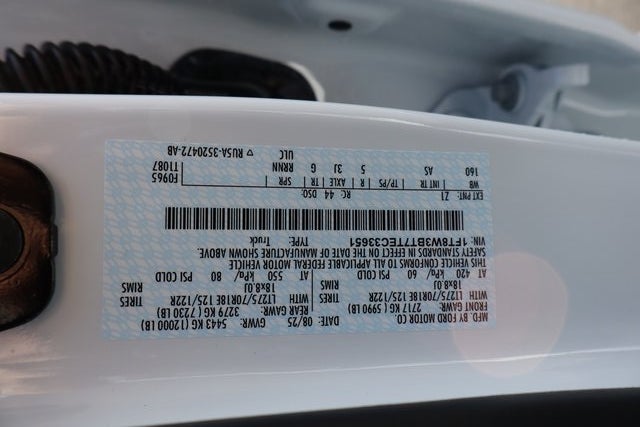 MFD. BY FORD MOTOR CO.
DATE: 08/25 GVWR: 5443 KG (12000 LB)
FRONT GAWR: 2717 KG (5990 LB) REAR GAWR: 3279 KG (7230 LB)
WITH LT275/70R18E 125/122R TIRES WITH LT275/70R18E 125/122R TIRES
18x8.0J RIMS 18x8.0J RIMS
AT 420 kPa/ 60 PSI COLD AT 550 kPa/ 80 PSI COLD
THIS VEHICLE CONFORMS TO ALL APPLICABLE FEDERAL MOTOR VEHICLE
SAFETY STANDARDS IN EFFECT ON THE DATE OF MANUFACTURE SHOWN ABOVE.
VIN: 1FT8W3BT7TEC33651 TYPE: Truck
EXT PNT: Z1 RC: 44 DSO: F0965
WB INT TR TP/PS R AXLE TR SPR T1087
160 AS 5 3J G RRNN
ULC ▽ RUSA-3520472-AB